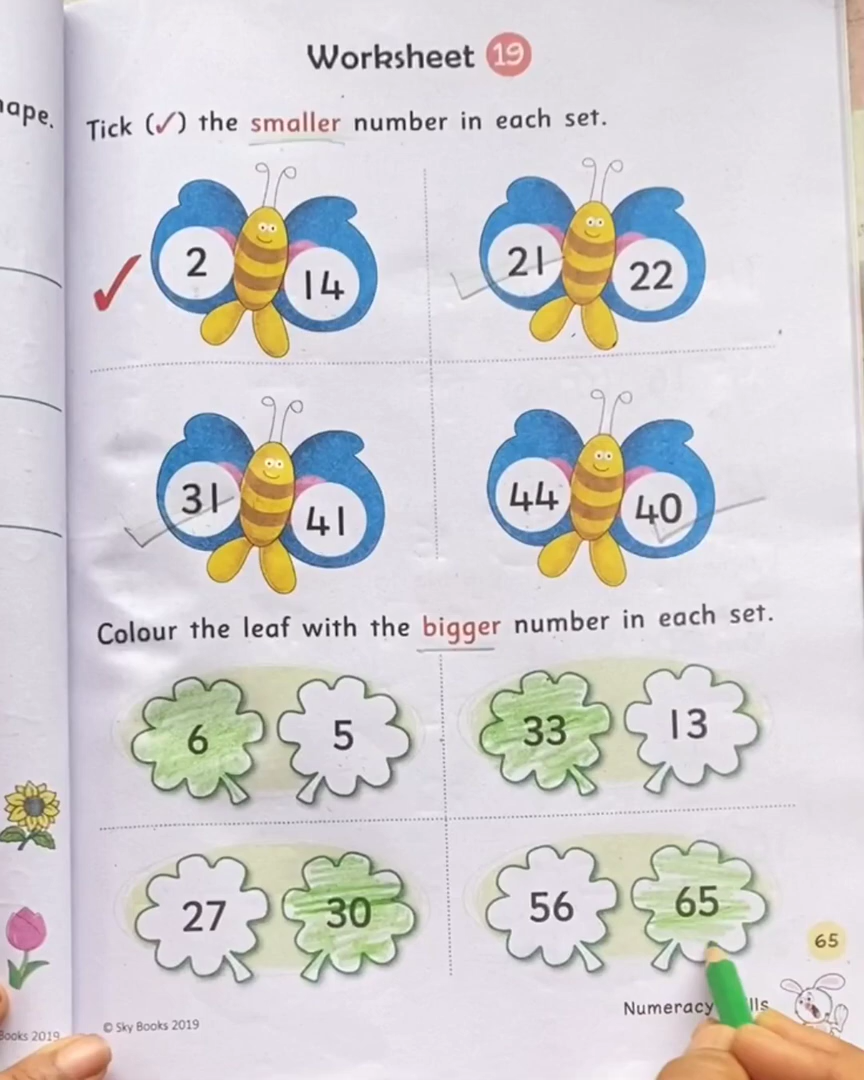 Worksheet 19
ape.
Tick (✓) the smaller number in each set.
2 14
21 22
31 41
44 40
Colour the leaf with the bigger number in each set.
6 5
33 13
27 30
56 65
65
Numeracy
© Sky Books 2019
Books 2019